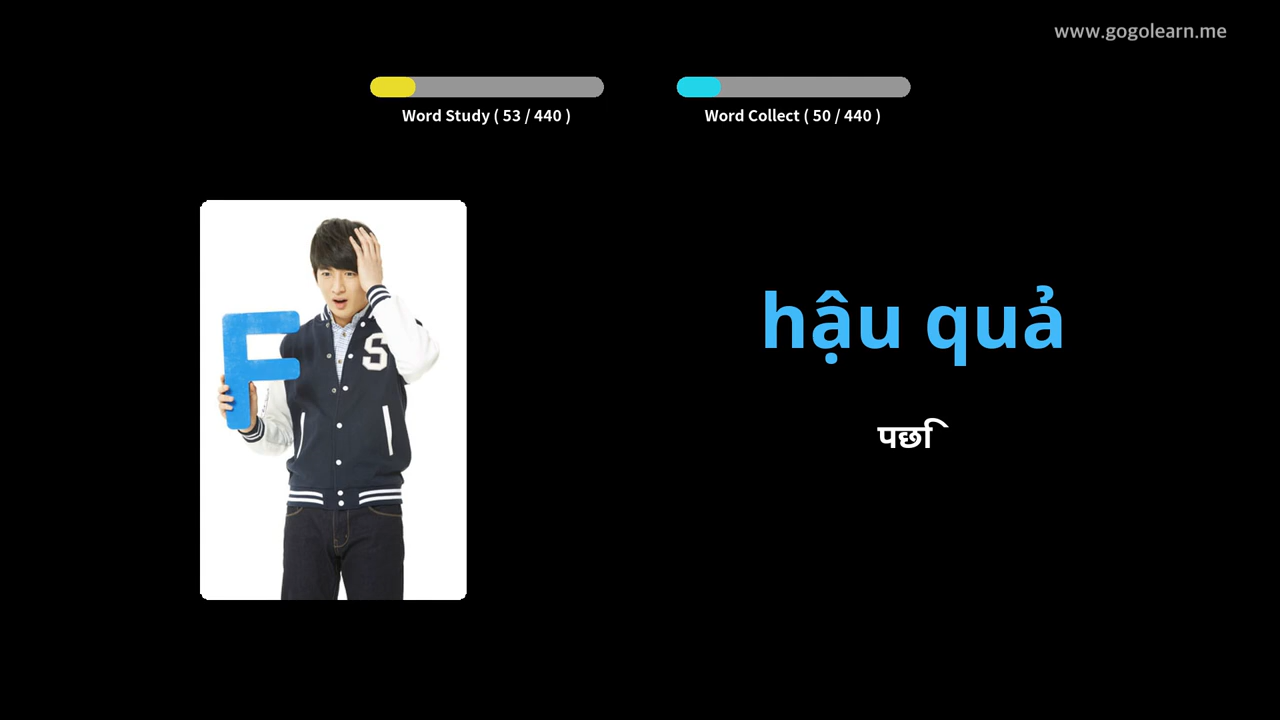 www.gogolearn.me
Word Study ( 53 / 440 )
Word Collect ( 50 / 440 )
F
S
hậu quả
पछि